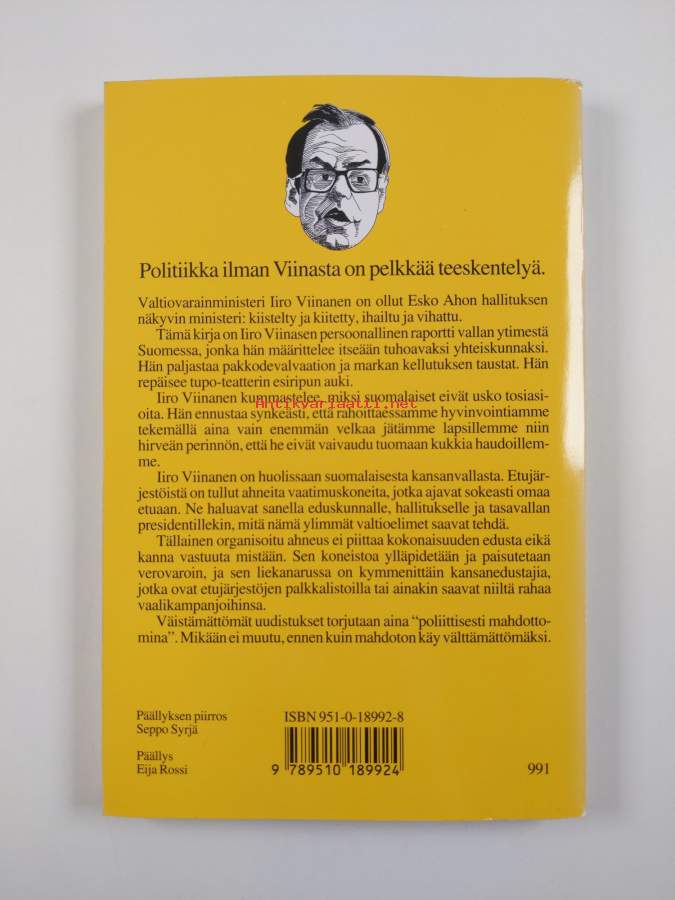 Politiikka ilman Viinasta on pelkkää teeskentelyä.
Valtiovarainministeri Iiro Viinanen on ollut Esko Ahon hallituksen
näkyvin ministeri: kiistelty ja kiitetty, ihailtu ja vihattu.
Tämä kirja on Iiro Viinasen persoonallinen raportti vallan ytimestä
Suomessa, jonka hän määrittelee itseään tuhoavaksi yhteiskunnaksi.
Hän paljastaa pakkodevalvaation ja markan kellutuksen taustat. Hän
repäisee tupo-teatterin esiripun auki.
Iiro Viinanen kummastelee, miksi suomalaiset eivät usko tosiasi-
Antikvariaatti.net
oita. Hän ennustaa synkeästi, että rahoittaessamme hyvinvointiamme
tekemällä aina vain enemmän velkaa jätämme lapsillemme niin
hirveän perinnön, että he eivät vaivaudu tuomaan kukkia haudoillem-
me.
Iiro Viinanen on huolissaan suomalaisesta kansanvallasta. Etujär-
jestöistä on tullut ahneita vaatimuskoneita, jotka ajavat sokeasti omaa
etuaan. Ne haluavat sanella eduskunnalle, hallitukselle ja tasavallan
presidentillekin, mitä nämä ylimmät valtioelimet saavat tehdä.
Tällainen organisoitu ahneus ei piittaa kokonaisuuden edusta eikä
kanna vastuuta mistään. Sen koneistoa ylläpidetään ja paisutetaan
verovaroin, ja sen liekanarussa on kymmenittäin kansanedustajia,
jotka ovat etujärjestöjen palkkalistoilla tai ainakin saavat niiltä rahaa
vaalikampanjoihinsa.
Väistämättömät uudistukset torjutaan aina “poliittisesti mahdotto-
mina”. Mikään ei muutu, ennen kuin mahdoton käy välttämättömäksi.
Päällyksen piirros
Seppo Syrjä
Päällys
Eija Rossi
ISBN 951-0-18992-8
9 789510 189924
991